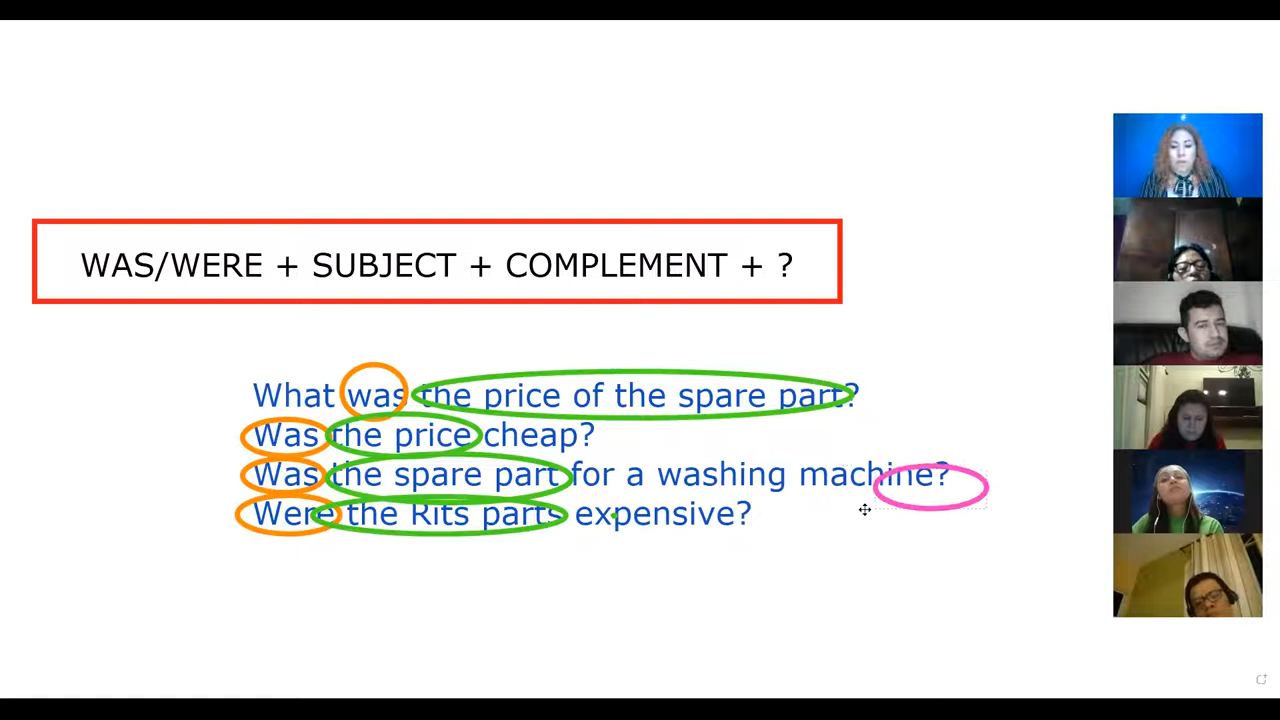 WAS/WERE + SUBJECT + COMPLEMENT + ?
What was the price of the spare part?
Was the price cheap?
Was the spare part for a washing machine?
Were the Rits parts expensive?